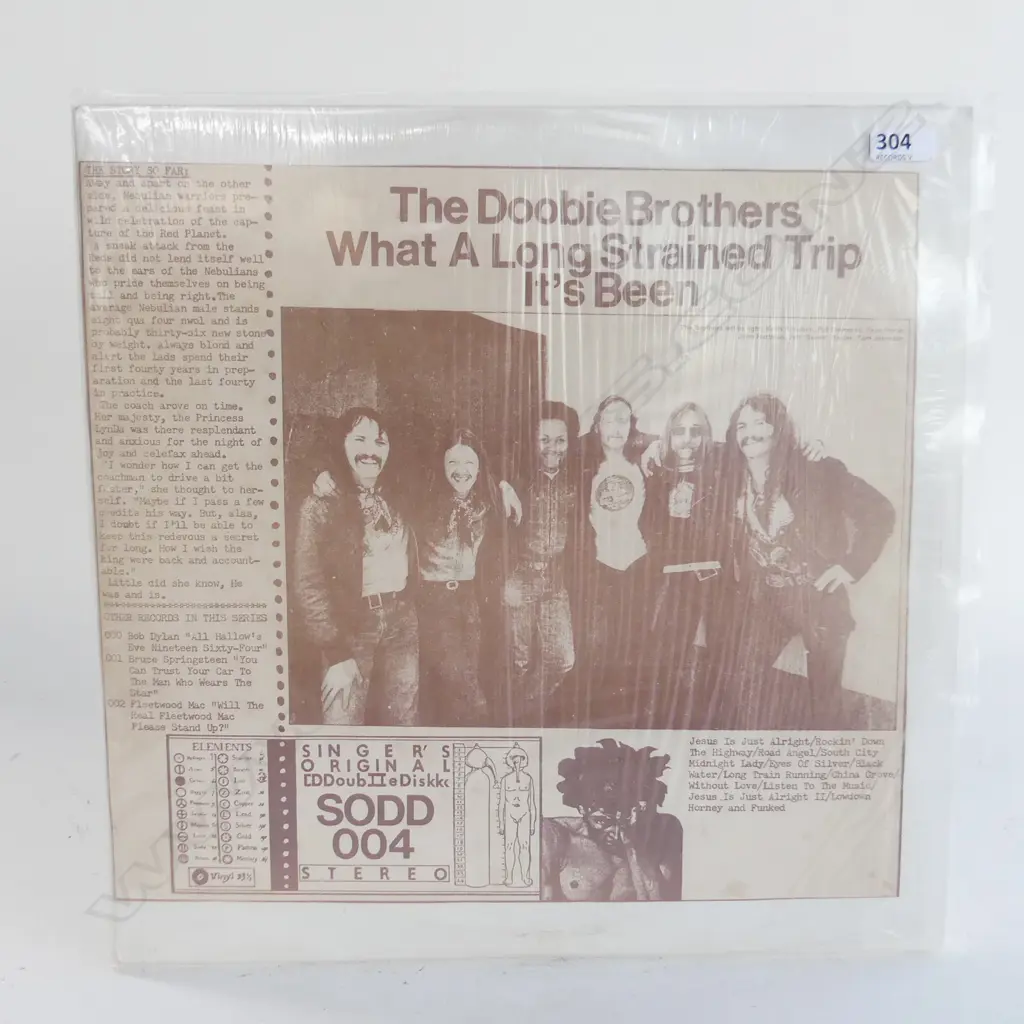 304
THE STORY SO FAR:
Away and apart on the other
side, Nebulian warriors pre-
pared a delicious feast in
wild celebration of the cap-
ture of the Red Planet.
A sneak attack from the
Reds did not lend itself well
to the ears of the Nebulians
who pride themselves on being
and being right.The
average Nebulian male stands
eight qua four nwol and is
probably thirty-six new stone
by weight. Always blond and
alert the lads spend their
first fourty years in prep-
aration and the last fourty
in practice.
The coach arove on time.
Her majesty, the Princess
Lynda was there resplendant
and anxious for the night of
joy and celefax ahead.
"I wonder how I can get the
coachman to drive a bit
faster," she thought to her-
self. "Maybe if I pass a few
credits his way. But, alas,
I doubt if I'll be able to
keep this redevous a secret
for long. How I wish the
King were back and account-
able."
Little did she know, He
was and is.
OTHER RECORDS IN THIS SERIES
000 Bob Dylan "All Hallow's
Eve Nineteen Sixty-Four"
001 Bruce Springsteen "You
Can Trust Your Car To
The Man Who Wears The
Star"
002 Fleetwood Mac "Will The
Real Fleetwood Mac
Please Stand Up?"
The Doobie Brothers
What A Long Strained Trip
It's Been
ELEMENTS
Vinyl 33⅓
SINGER'S
ORIGINAL
DDoubIIeDiskk
SODD
004
STEREO
Jesus Is Just Alright/Rockin' Down
The Highway/Road Angel/South City
Midnight Lady/Eyes Of Silver/Black
Water/Long Train Running/China Grove/
Without Love/Listen To The Music/
Jesus Is Just Alright II/Lowdown
Horney and Funked